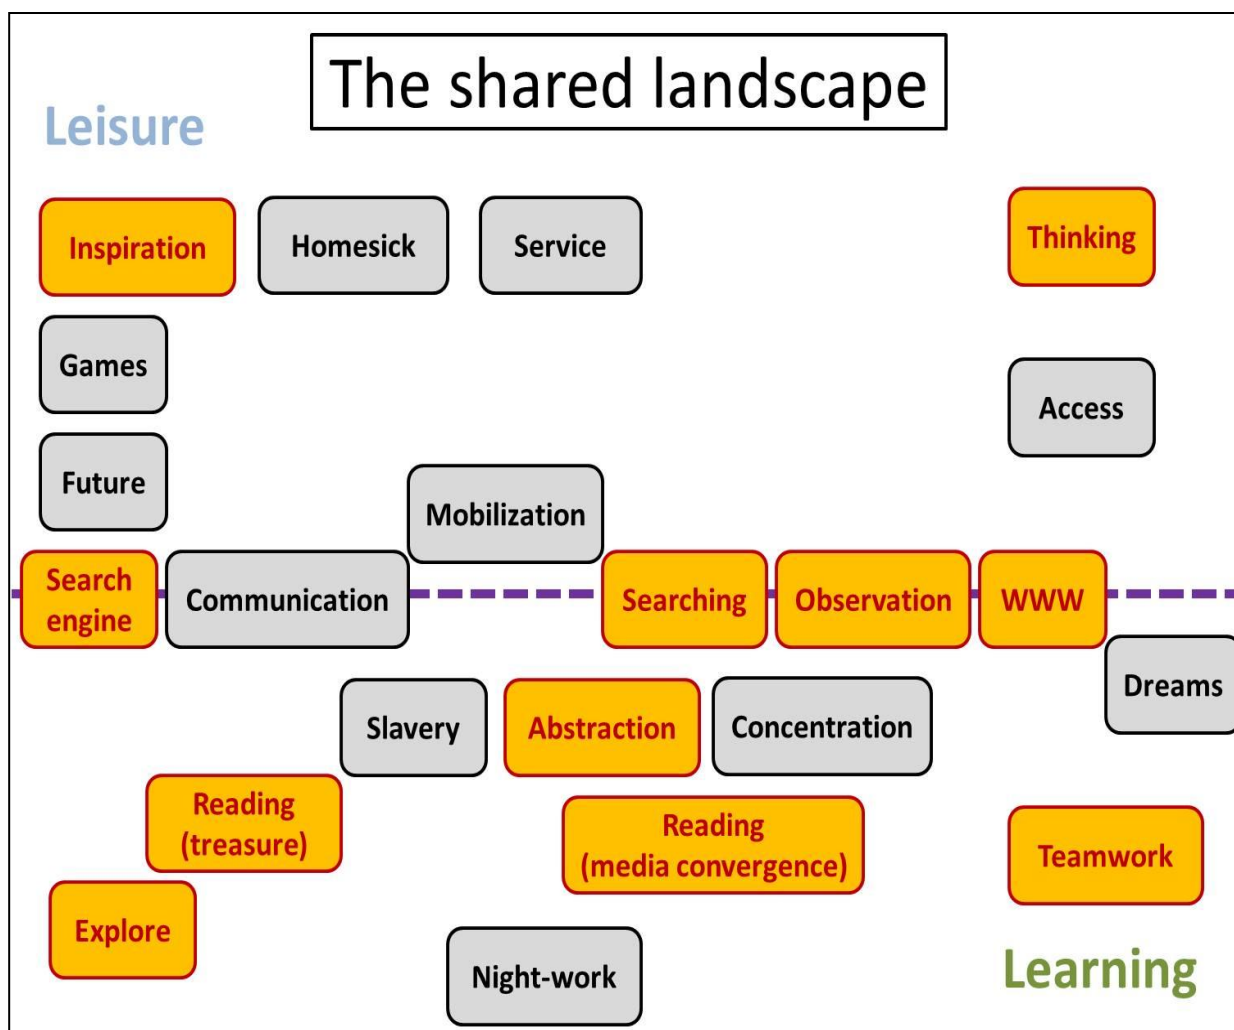 The shared landscape
Leisure
Inspiration
Homesick
Service
Thinking
Games
Access
Future
Mobilization
Search
engine
Communication
Searching
Observation
WWW
Dreams
Slavery
Abstraction
Concentration
Reading
(treasure)
Reading
(media convergence)
Teamwork
Explore
Night-work
Learning